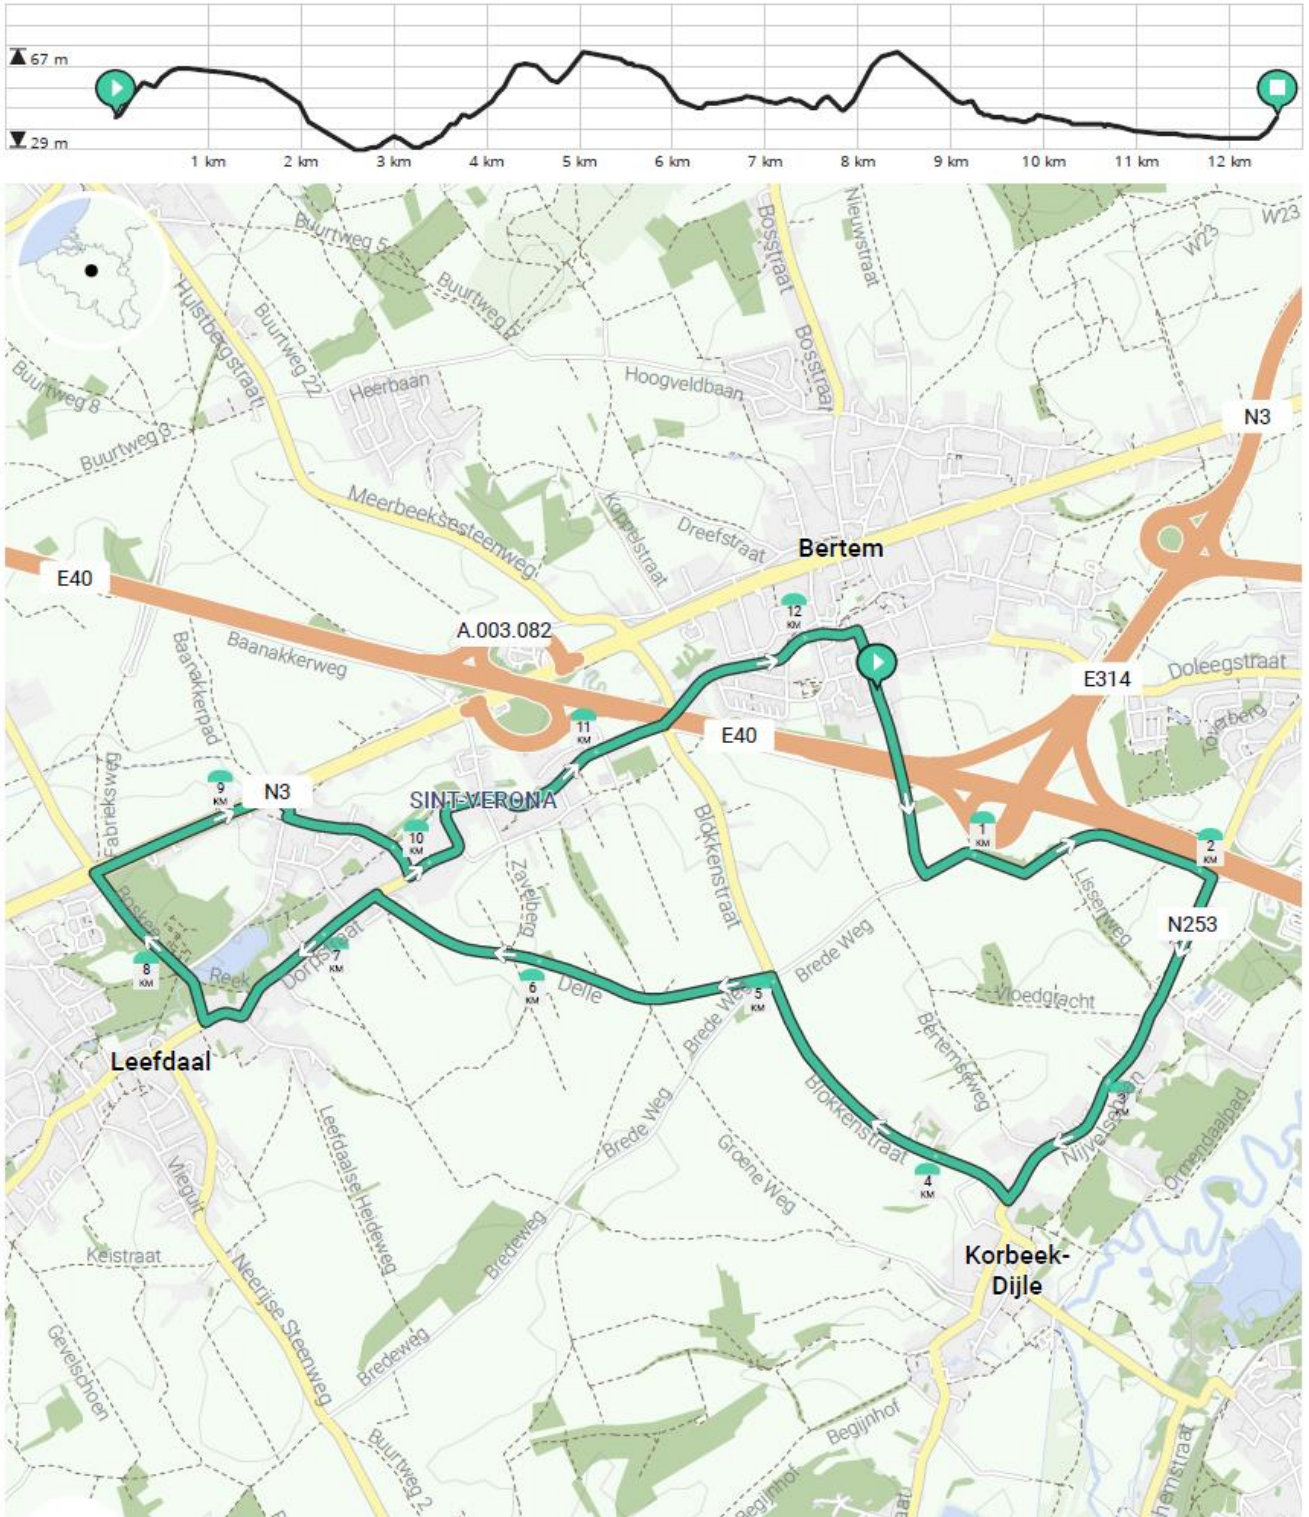 67 m
29 m
1 km
2 km
3 km
4 km
5 km
6 km
7 km
8 km
9 km
10 km
11 km
12 km
Buurtweg 5
Bosstraat
Nieuwstraat
W23
W23
Hulstbergstraat
Buurtweg 22
Buurtweg
Bosstraat
Buurtweg 8
Heerbaan
Hoogveldbaan
Buurtweg 3
N3
Meerbeeksesteenweg
Koppelstraat
Dreefstraat
Bertem
E40
12
KM
A.003.082
Baanakkerweg
Baanakkerpad
Doleegstraat
E314
Toverberg
11
KM
E40
Fabrieksweg
9
KM
N3
SINT-VERONA
10
KM
Blokkenstraat
1
KM
2
KM
Zavelberg
Lissenweg
N253
Dorpstraat
7
KM
Brede Weg
8
KM
Reek
6
KM
Delle
5
KM
Brede Weg
Vloedgracht
Bertemseweg
Leefdaal
Blokkenstraat
3
KM
Nijvelsebaan
Ormendaalpad
Leefdaalse Heideweg
Brede Weg
Groene Weg
4
KM
Vlieguit
Keistraat
Bredeweg
Korbeek-
Dijle
Neerijse Steenweg
Gevelschoen
Bredeweg
Begijnhof
Buurtweg 2
Begijnhof